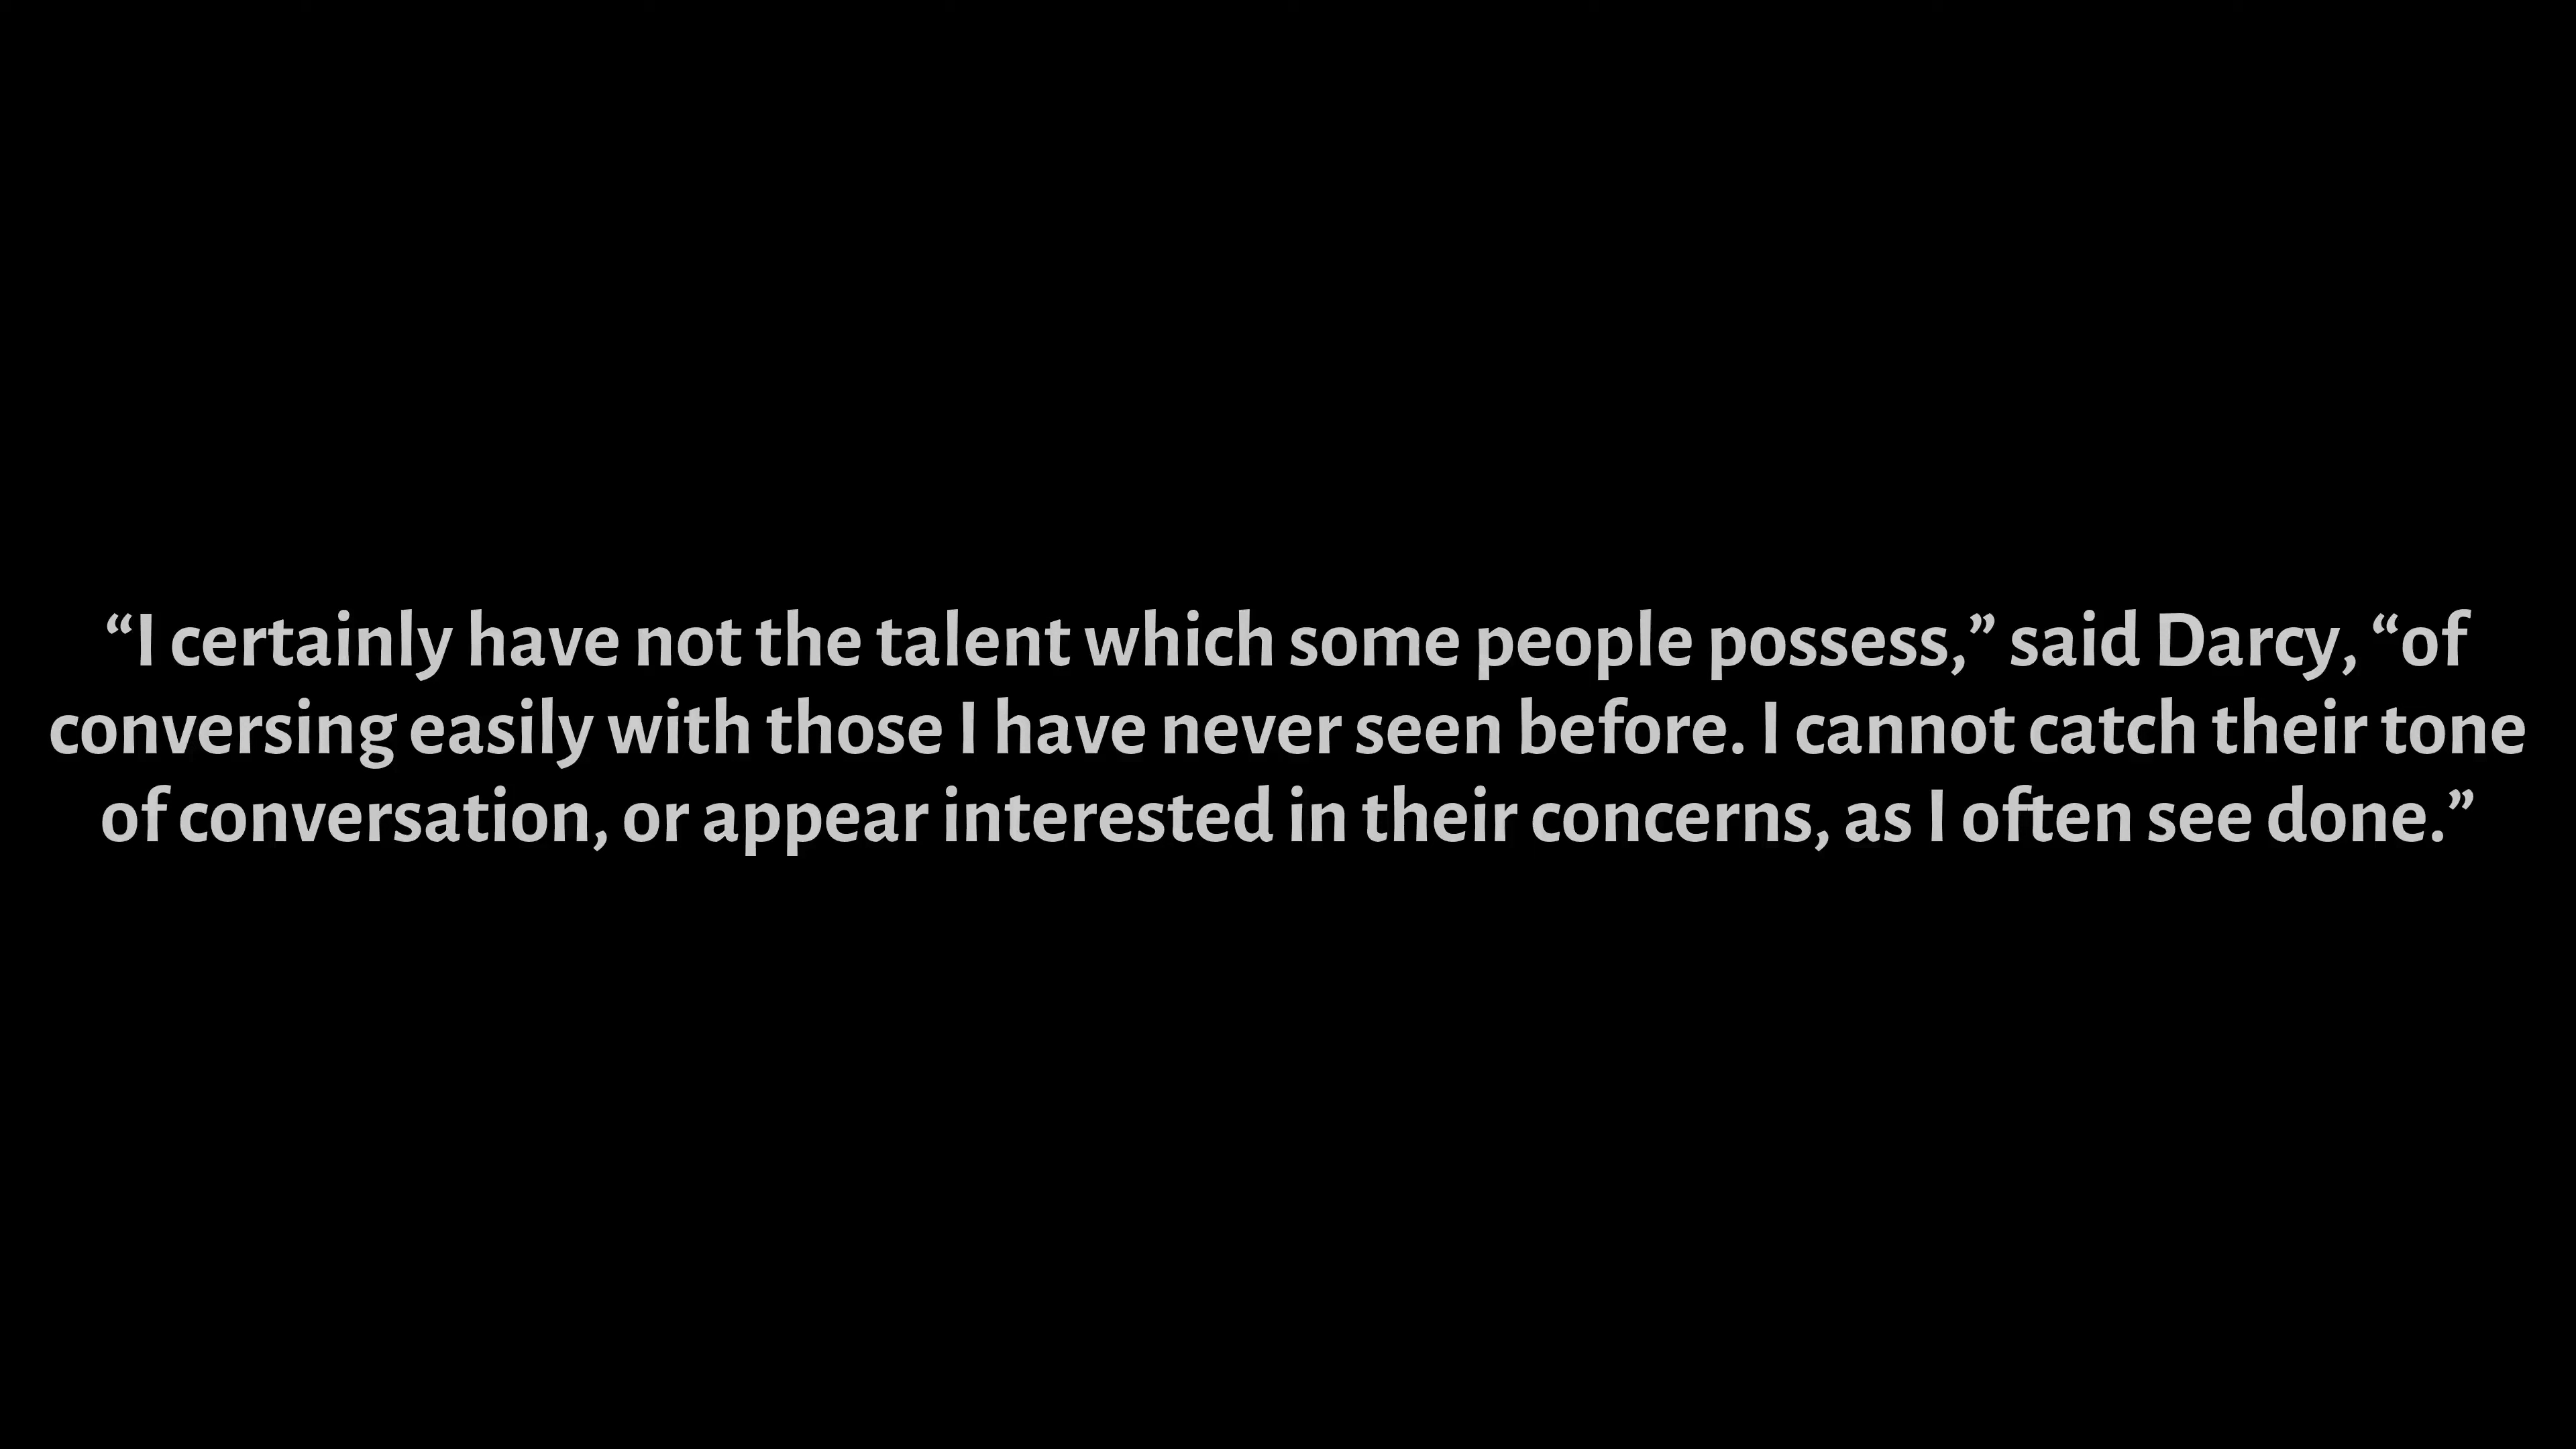 “I certainly have not the talent which some people possess,” said Darcy, “of
conversing easily with those I have never seen before. I cannot catch their tone
of conversation, or appear interested in their concerns, as I often see done.”